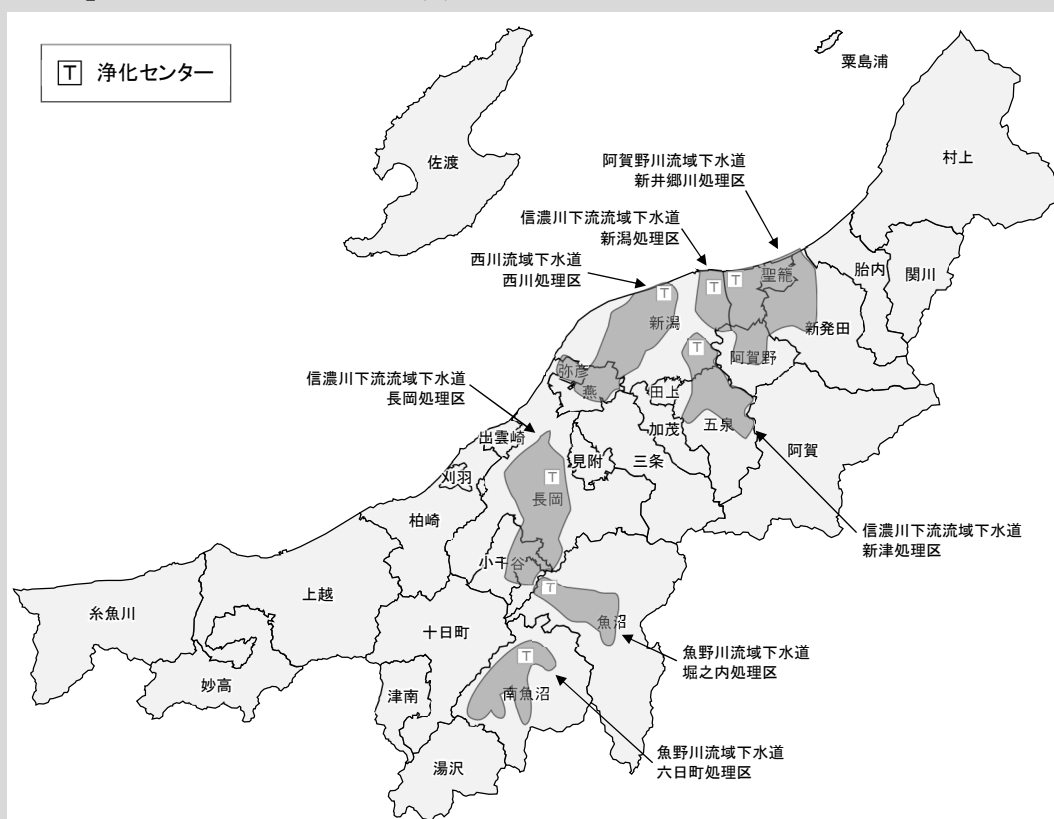 T 浄化センター
粟島浦
佐渡
村上
阿賀野川流域下水道
新井郷川処理区
信濃川下流流域下水道
新潟処理区
西川流域下水道
西川処理区
胎内
関川
聖籠
T
T
T
新潟
新発田
T
阿賀野
弥彦
燕
信濃川下流流域下水道
長岡処理区
田上
加茂
五泉
阿賀
出雲崎
見附
三条
刈羽
T
長岡
柏崎
信濃川下流流域下水道
新津処理区
小千谷
T
上越
糸魚川
十日町
魚沼
魚野川流域下水道
堀之内処理区
T
妙高
津南
南魚沼
魚野川流域下水道
六日町処理区
湯沢